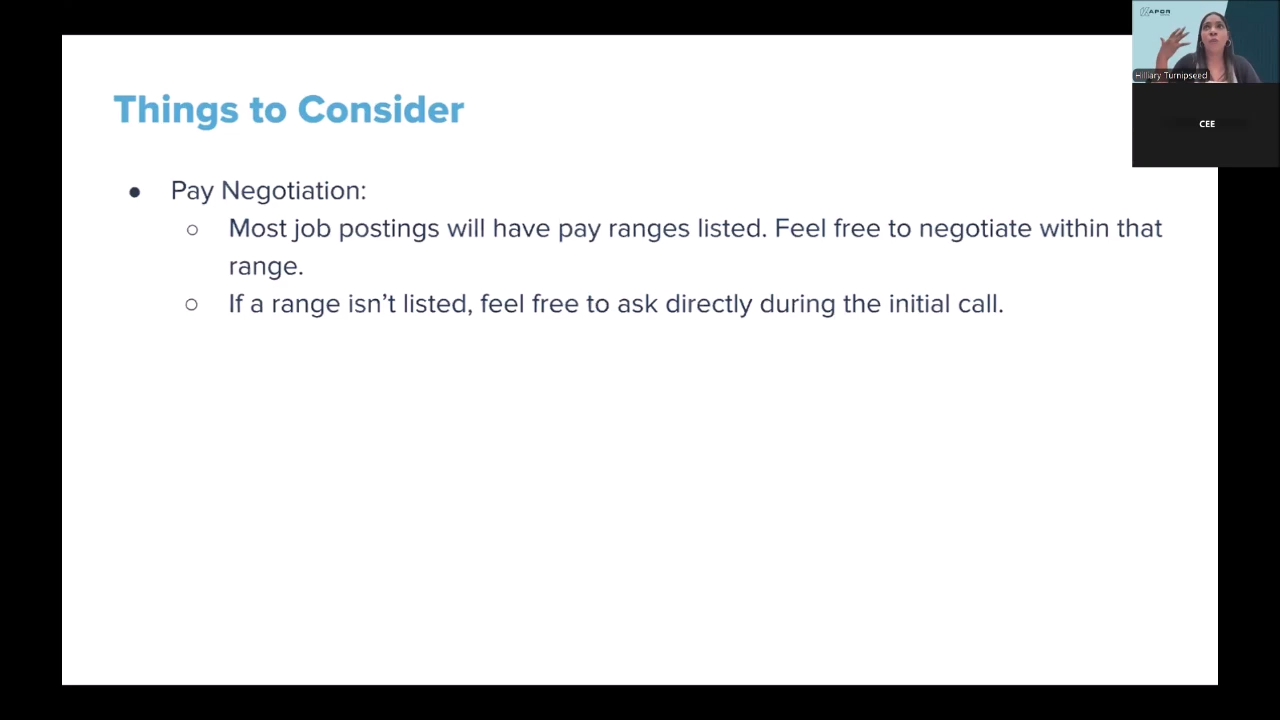 Things to Consider
● Pay Negotiation:
○ Most job postings will have pay ranges listed. Feel free to negotiate within that
range.
○ If a range isn't listed, feel free to ask directly during the initial call.
KAPOR
Hilliary Turnipseed
CEE